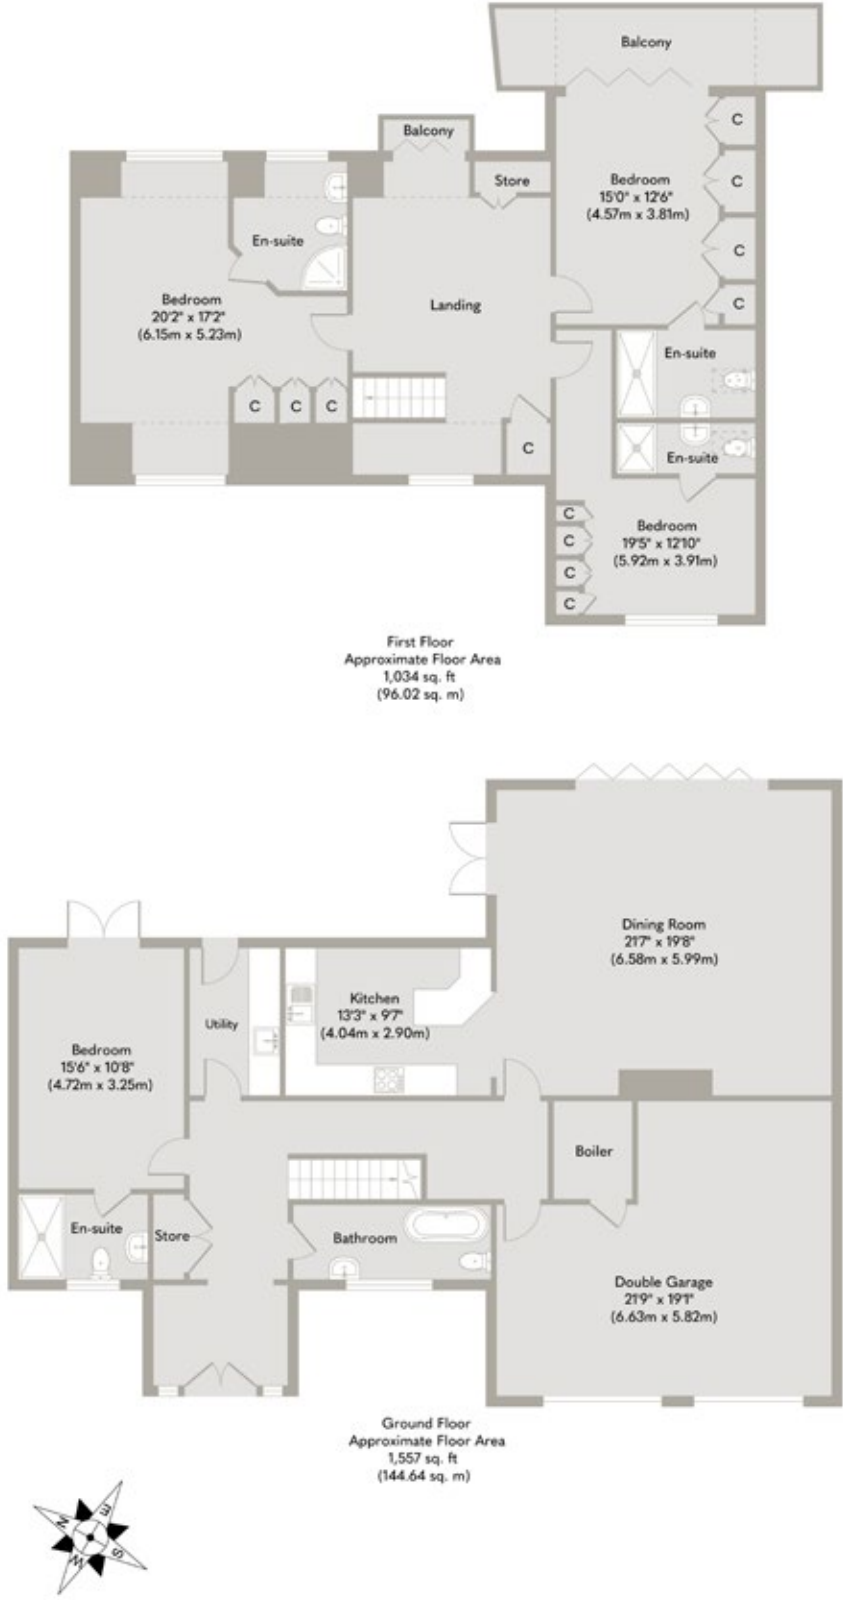 Balcony
Balcony
Store
Bedroom
15'0" x 12'6"
(4.57m x 3.81m)
C
C
C
C
En-suite
Bedroom
20'2" x 17'2"
(6.15m x 5.23m)
Landing
En-suite
C
C
C
C
En-suite
C
C
C
C
Bedroom
19'5" x 12'10"
(5.92m x 3.91m)
First Floor
Approximate Floor Area
1,034 sq. ft
(96.02 sq. m)
Dining Room
21'7" x 19'8"
(6.58m x 5.99m)
Kitchen
13'3" x 9'7"
(4.04m x 2.90m)
Utility
Bedroom
15'6" x 10'8"
(4.72m x 3.25m)
Boiler
En-suite
Store
Bathroom
Double Garage
21'9" x 19'1"
(6.63m x 5.82m)
Ground Floor
Approximate Floor Area
1,557 sq. ft
(144.64 sq. m)
N
E
S
W